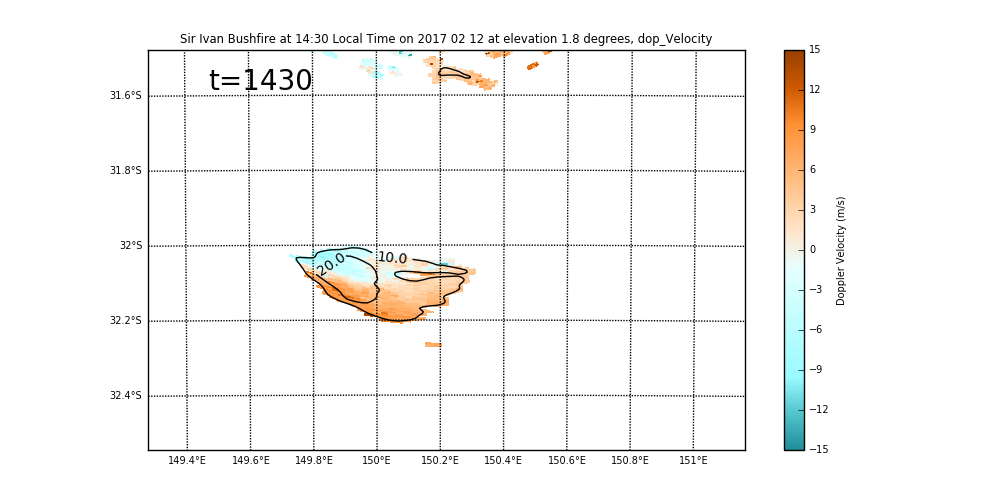 Sir Ivan Bushfire at 14:30 Local Time on 2017 02 12 at elevation 1.8 degrees, dop_Velocity
t=1430
31.6°S
31.8°S
32°S
32.2°S
32.4°S
20.0
10.0
149.4°E 149.6°E 149.8°E 150°E 150.2°E 150.4°E 150.6°E 150.8°E 151°E
15
12
9
6
3
0
−3
−6
−9
−12
−15
Doppler Velocity (m/s)